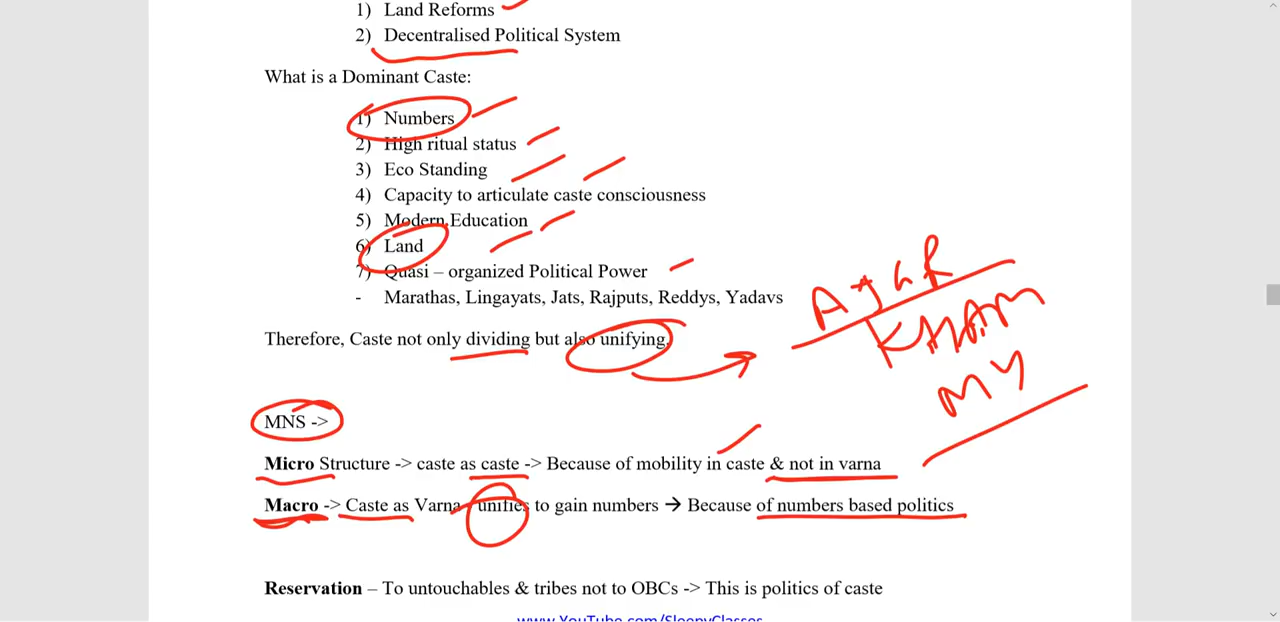 1) Land Reforms
2) Decentralised Political System
What is a Dominant Caste:
1) Numbers
2) High ritual status
3) Eco Standing
4) Capacity to articulate caste consciousness
5) Modern Education
6) Land
7) Quasi – organized Political Power
- Marathas, Lingayats, Jats, Rajputs, Reddys, Yadavs
AJGR
Therefore, Caste not only dividing but also unifying.
KHAM
MY
MNS ->
Micro Structure -> caste as caste -> Because of mobility in caste & not in varna
Macro -> Caste as Varna unifies to gain numbers → Because of numbers based politics
Reservation – To untouchables & tribes not to OBCs -> This is politics of caste
www.YouTube.com/SleepyClasses